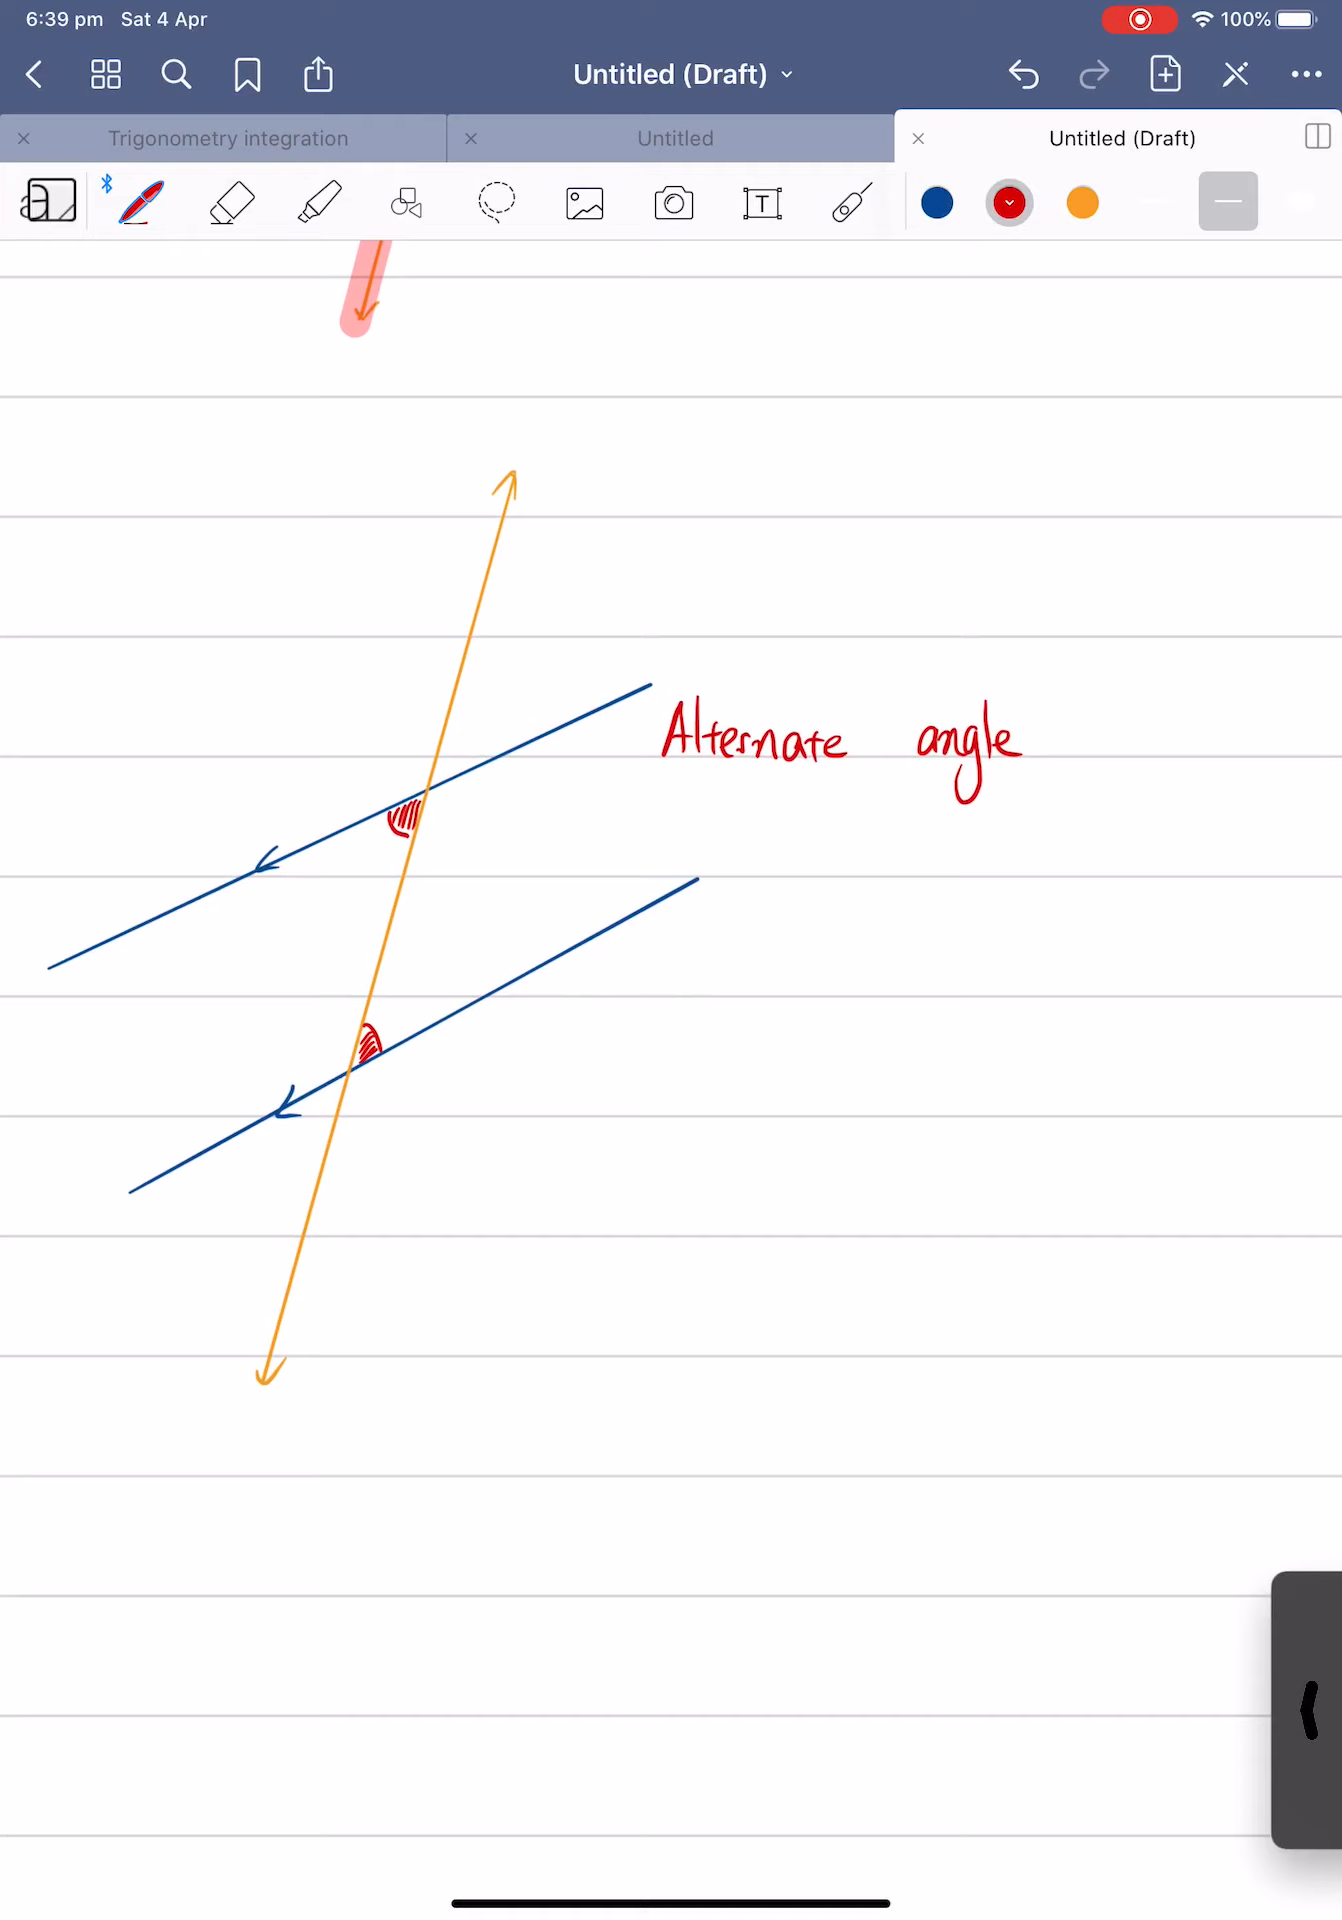 6:39 pm Sat 4 Apr 100%
Untitled (Draft)
Trigonometry integration Untitled Untitled (Draft)
a T
Alternate angle